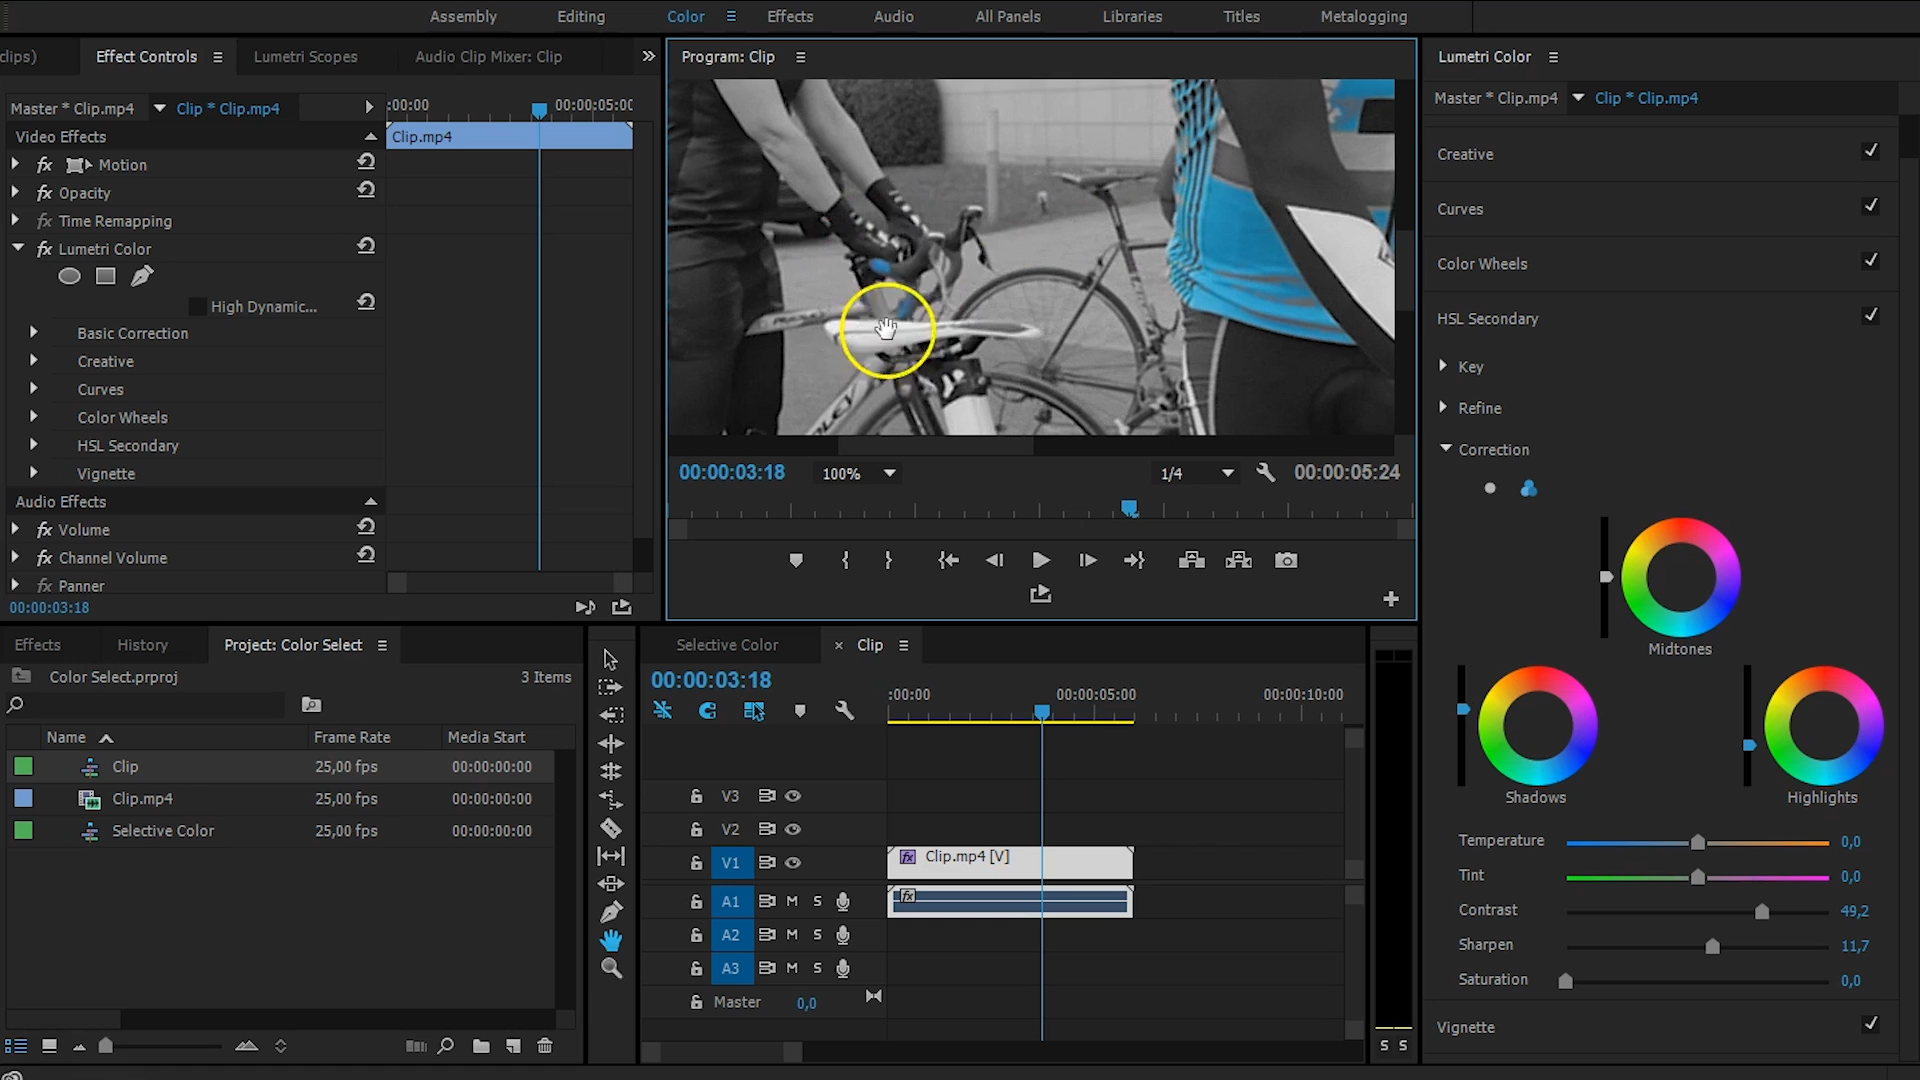 Assembly
Editing
Color
Effects
Audio
All Panels
Libraries
Titles
Metalogging
clips)
Effect Controls
Lumetri Scopes
Audio Clip Mixer: Clip
Master * Clip.mp4
Clip * Clip.mp4
:00:00
00:00:05:00
Video Effects
Clip.mp4
fx Motion
fx Opacity
fx Time Remapping
fx Lumetri Color
High Dynamic...
Basic Correction
Creative
Curves
Color Wheels
HSL Secondary
Vignette
Audio Effects
fx Volume
fx Channel Volume
fx Panner
00:00:03:18
Program: Clip
00:00:03:18
100%
1/4
00:00:05:24
Lumetri Color
Master * Clip.mp4
Clip * Clip.mp4
Creative
Curves
Color Wheels
HSL Secondary
Key
Refine
Correction
Midtones
Shadows
Highlights
Temperature 0,0
Tint 0,0
Contrast 49,2
Sharpen 11,7
Saturation 0,0
Vignette
Effects
History
Project: Color Select
Color Select.prproj
3 Items
Name
Frame Rate
Media Start
Clip 25,00 fps 00:00:00:00
Clip.mp4 25,00 fps 00:00:00:00
Selective Color 25,00 fps 00:00:00:00
Selective Color
× Clip
00:00:03:18
:00:00
00:00:05:00
00:00:10:00
V3
V2
V1
fx Clip.mp4 [V]
A1 M S
fx
A2 M S
A3 M S
Master 0,0
S S